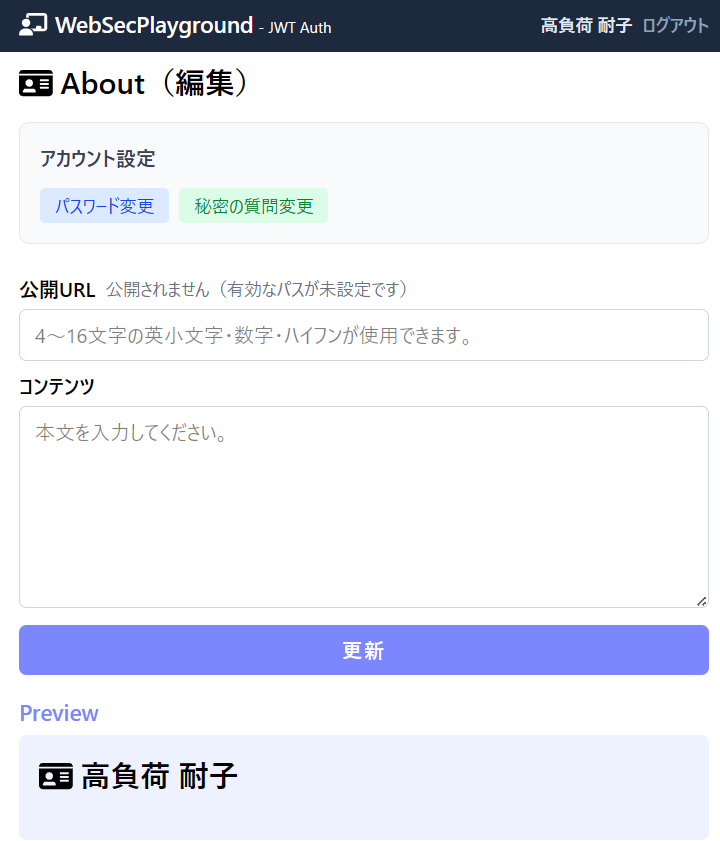 WebSecPlayground - JWT Auth 高負荷 耐子 ログアウト
About（編集）
アカウント設定
パスワード変更 秘密の質問変更
公開URL 公開されません（有効なパスが未設定です）
4～16文字の英小文字・数字・ハイフンが使用できます。
コンテンツ
本文を入力してください。
更新
Preview
高負荷 耐子